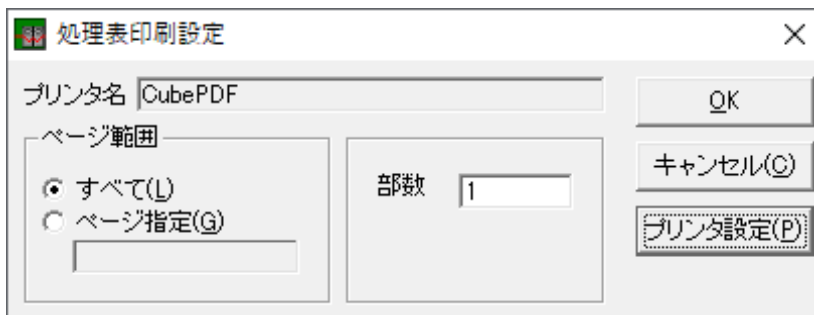 処理表印刷設定
プリンタ名 CubePDF
OK
ページ範囲
すべて(L)
ページ指定(G)
部数 1
キャンセル(C)
プリンタ設定(P)